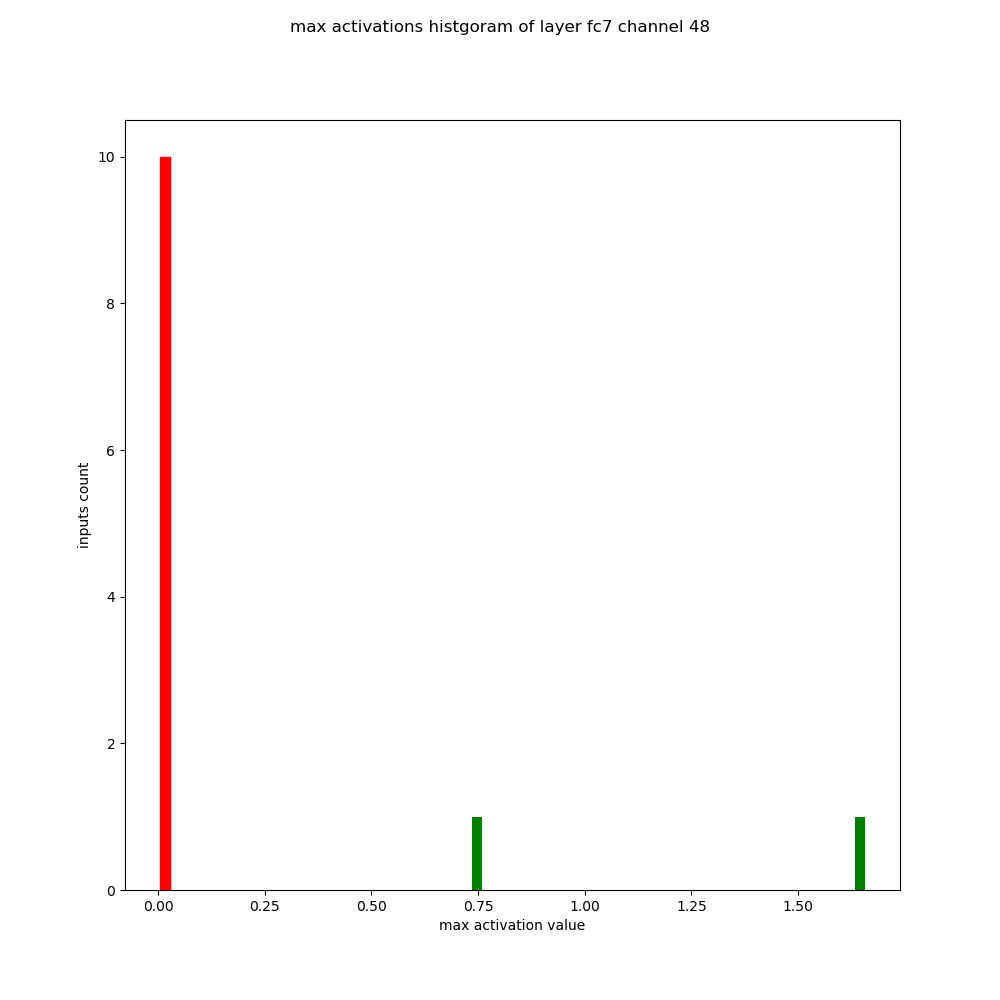 max activations histgoram of layer fc7 channel 48
10
8
6
4
2
0
inputs count
0.00 0.25 0.50 0.75 1.00 1.25 1.50
max activation value